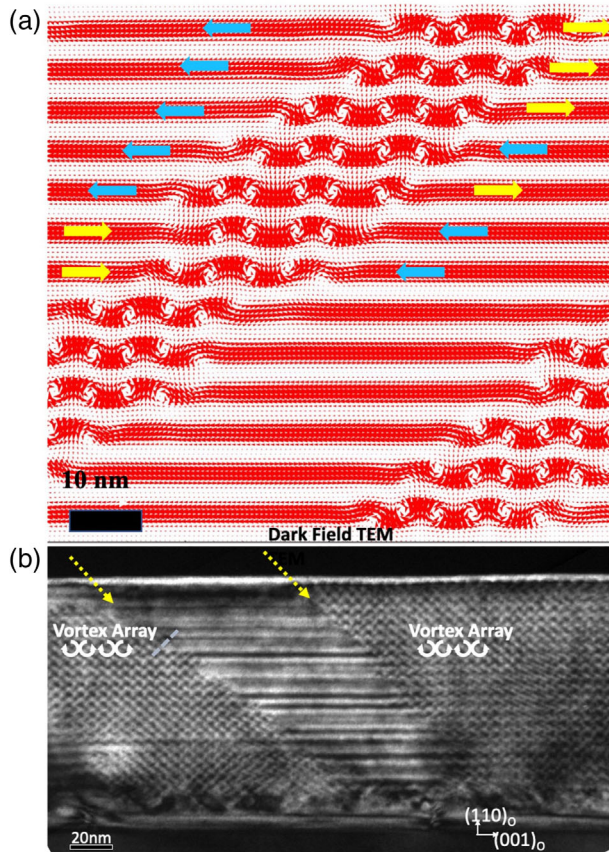 (a)
10 nm
Dark Field TEM
(b)
Vortex Array
Vortex Array
20nm
(110)o
(001)o